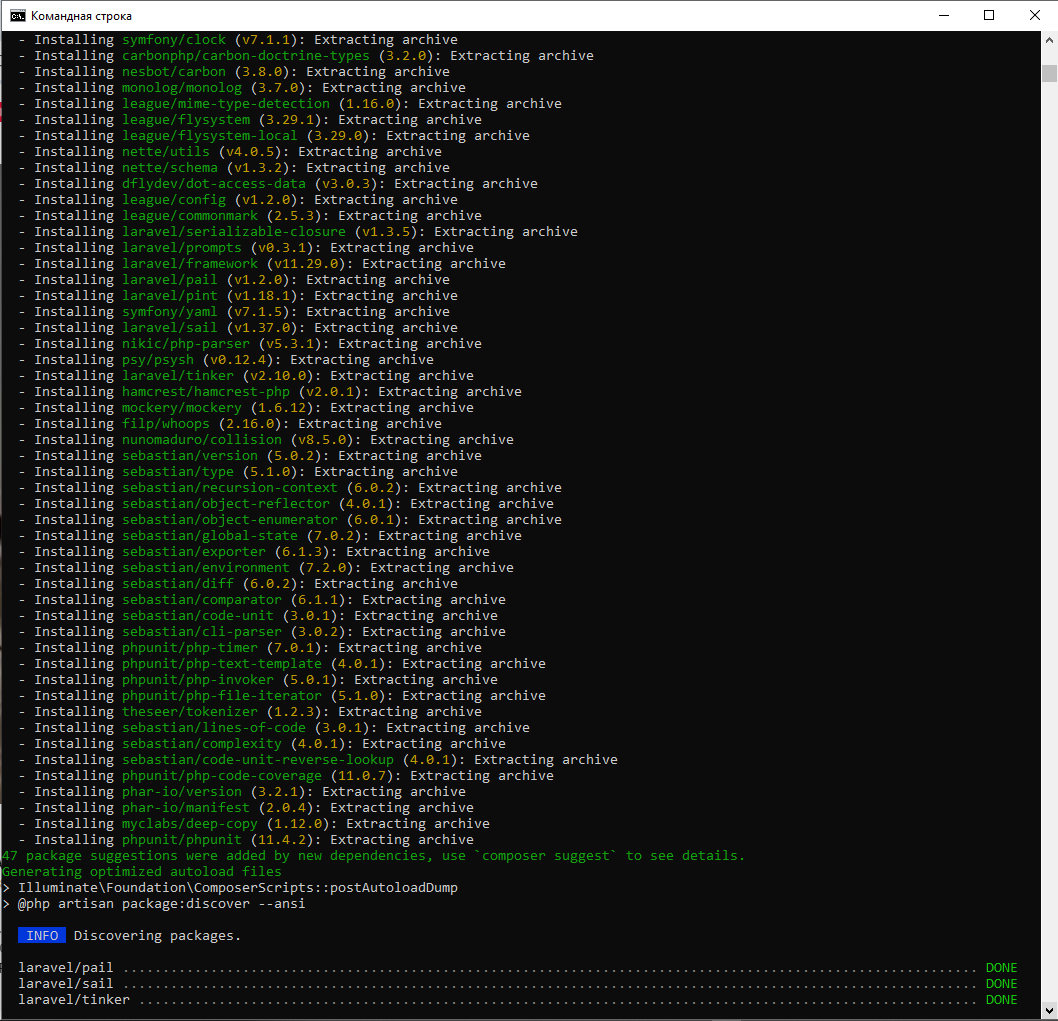 Командная строка
- Installing symfony/clock (v7.1.1): Extracting archive
- Installing carbonphp/carbon-doctrine-types (3.2.0): Extracting archive
- Installing nesbot/carbon (3.8.0): Extracting archive
- Installing monolog/monolog (3.7.0): Extracting archive
- Installing league/mime-type-detection (1.16.0): Extracting archive
- Installing league/flysystem (3.29.1): Extracting archive
- Installing league/flysystem-local (3.29.0): Extracting archive
- Installing nette/utils (v4.0.5): Extracting archive
- Installing nette/schema (v1.3.2): Extracting archive
- Installing dflydev/dot-access-data (v3.0.3): Extracting archive
- Installing league/config (v1.2.0): Extracting archive
- Installing league/commonmark (2.5.3): Extracting archive
- Installing laravel/serializable-closure (v1.3.5): Extracting archive
- Installing laravel/prompts (v0.3.1): Extracting archive
- Installing laravel/framework (v11.29.0): Extracting archive
- Installing laravel/pail (v1.2.0): Extracting archive
- Installing laravel/pint (v1.18.1): Extracting archive
- Installing symfony/yaml (v7.1.5): Extracting archive
- Installing laravel/sail (v1.37.0): Extracting archive
- Installing nikic/php-parser (v5.3.1): Extracting archive
- Installing psy/psysh (v0.12.4): Extracting archive
- Installing laravel/tinker (v2.10.0): Extracting archive
- Installing hamcrest/hamcrest-php (v2.0.1): Extracting archive
- Installing mockery/mockery (1.6.12): Extracting archive
- Installing filp/whoops (2.16.0): Extracting archive
- Installing nunomaduro/collision (v8.5.0): Extracting archive
- Installing sebastian/version (5.0.2): Extracting archive
- Installing sebastian/type (5.1.0): Extracting archive
- Installing sebastian/recursion-context (6.0.2): Extracting archive
- Installing sebastian/object-reflector (4.0.1): Extracting archive
- Installing sebastian/object-enumerator (6.0.1): Extracting archive
- Installing sebastian/global-state (7.0.2): Extracting archive
- Installing sebastian/exporter (6.1.3): Extracting archive
- Installing sebastian/environment (7.2.0): Extracting archive
- Installing sebastian/diff (6.0.2): Extracting archive
- Installing sebastian/comparator (6.1.1): Extracting archive
- Installing sebastian/code-unit (3.0.1): Extracting archive
- Installing sebastian/cli-parser (3.0.2): Extracting archive
- Installing phpunit/php-timer (7.0.1): Extracting archive
- Installing phpunit/php-text-template (4.0.1): Extracting archive
- Installing phpunit/php-invoker (5.0.1): Extracting archive
- Installing phpunit/php-file-iterator (5.1.0): Extracting archive
- Installing theseer/tokenizer (1.2.3): Extracting archive
- Installing sebastian/lines-of-code (3.0.1): Extracting archive
- Installing sebastian/complexity (4.0.1): Extracting archive
- Installing sebastian/code-unit-reverse-lookup (4.0.1): Extracting archive
- Installing phpunit/php-code-coverage (11.0.7): Extracting archive
- Installing phar-io/version (3.2.1): Extracting archive
- Installing phar-io/manifest (2.0.4): Extracting archive
- Installing myclabs/deep-copy (1.12.0): Extracting archive
- Installing phpunit/phpunit (11.4.2): Extracting archive
47 package suggestions were added by new dependencies, use `composer suggest` to see details.
Generating optimized autoload files
> Illuminate\Foundation\ComposerScripts::postAutoloadDump
> @php artisan package:discover --ansi
INFO Discovering packages.
laravel/pail ........................................................................................................... DONE
laravel/sail ........................................................................................................... DONE
laravel/tinker ......................................................................................................... DONE